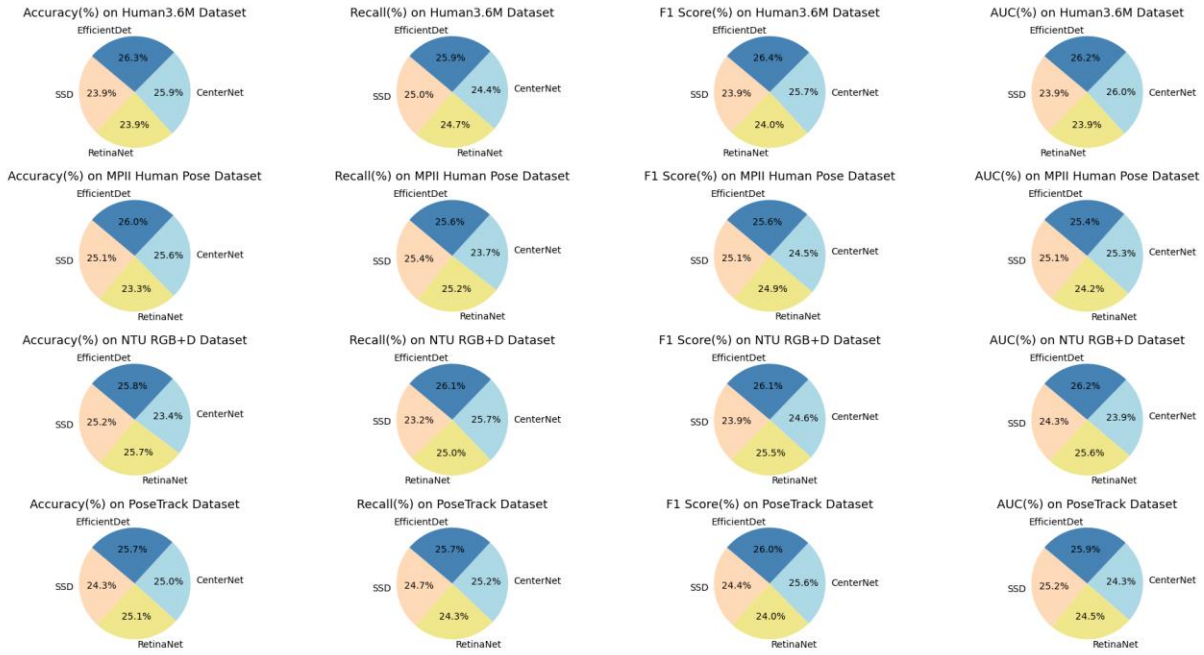 Accuracy(%) on Human3.6M Dataset
EfficientDet
26.3%
SSD
23.9%
25.9%
CenterNet
23.9%
RetinaNet
Recall(%) on Human3.6M Dataset
EfficientDet
25.9%
SSD
25.0%
24.4%
CenterNet
24.7%
RetinaNet
F1 Score(%) on Human3.6M Dataset
EfficientDet
26.4%
SSD
23.9%
25.7%
CenterNet
24.0%
RetinaNet
AUC(%) on Human3.6M Dataset
EfficientDet
26.2%
SSD
23.9%
26.0%
CenterNet
23.9%
RetinaNet
Accuracy(%) on MPII Human Pose Dataset
EfficientDet
26.0%
SSD
25.1%
25.6%
CenterNet
23.3%
RetinaNet
Recall(%) on MPII Human Pose Dataset
EfficientDet
25.6%
SSD
25.4%
23.7%
CenterNet
25.2%
RetinaNet
F1 Score(%) on MPII Human Pose Dataset
EfficientDet
25.6%
SSD
25.1%
24.5%
CenterNet
24.9%
RetinaNet
AUC(%) on MPII Human Pose Dataset
EfficientDet
25.4%
SSD
25.1%
25.3%
CenterNet
24.2%
RetinaNet
Accuracy(%) on NTU RGB+D Dataset
EfficientDet
25.8%
SSD
25.2%
23.4%
CenterNet
25.7%
RetinaNet
Recall(%) on NTU RGB+D Dataset
EfficientDet
26.1%
SSD
23.2%
25.7%
CenterNet
25.0%
RetinaNet
F1 Score(%) on NTU RGB+D Dataset
EfficientDet
26.1%
SSD
23.9%
24.6%
CenterNet
25.5%
RetinaNet
AUC(%) on NTU RGB+D Dataset
EfficientDet
26.2%
SSD
24.3%
23.9%
CenterNet
25.6%
RetinaNet
Accuracy(%) on PoseTrack Dataset
EfficientDet
25.7%
SSD
24.3%
25.0%
CenterNet
25.1%
RetinaNet
Recall(%) on PoseTrack Dataset
EfficientDet
25.7%
SSD
24.7%
25.2%
CenterNet
24.3%
RetinaNet
F1 Score(%) on PoseTrack Dataset
EfficientDet
26.0%
SSD
24.4%
25.6%
CenterNet
24.0%
RetinaNet
AUC(%) on PoseTrack Dataset
EfficientDet
25.9%
SSD
25.2%
24.3%
CenterNet
24.5%
RetinaNet